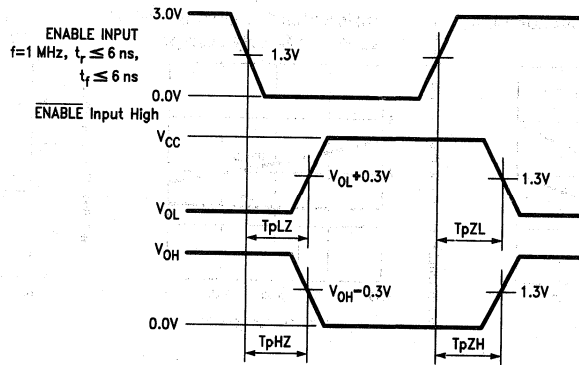 3.0V
ENABLE INPUT
f=1 MHz, tr ≤ 6 ns,
tf ≤ 6 ns
1.3V
0.0V
E̅N̅A̅B̅L̅E̅ Input High
VCC
VOL+0.3V
1.3V
VOL
TpLZ
TpZL
VOH
VOH−0.3V
1.3V
0.0V
TpHZ
TpZH